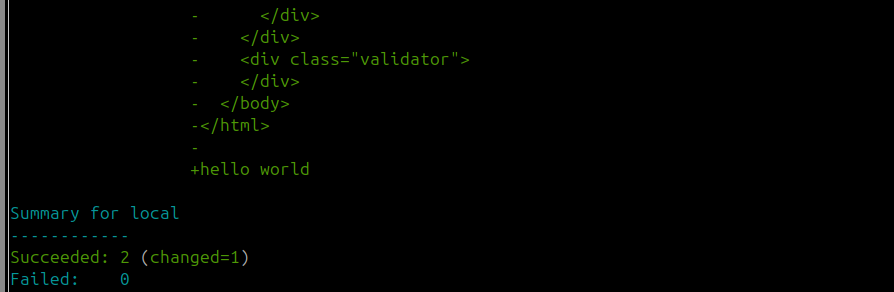 -      </div>
-    </div>
-    <div class="validator">
-    </div>
-  </body>
-</html>
-
+hello world
Summary for local
------------
Succeeded: 2 (changed=1)
Failed:    0